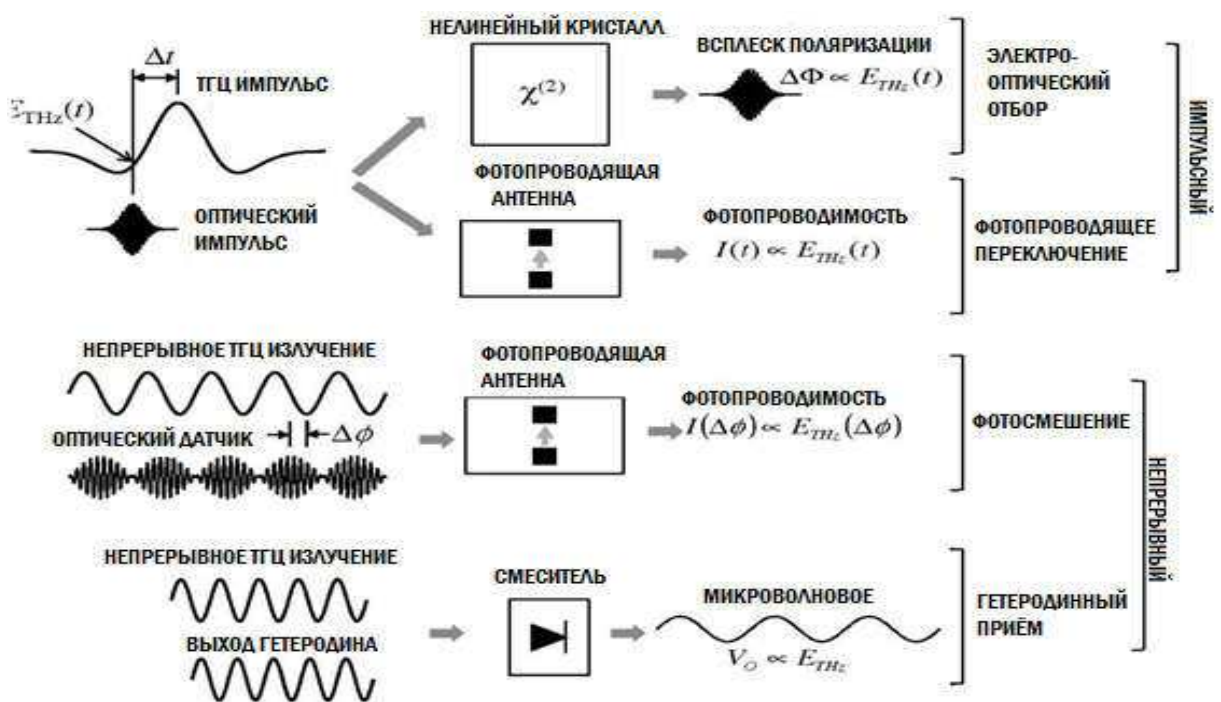 НЕЛИНЕЙНЫЙ КРИСТАЛЛ
Δt
ТГЦ ИМПУЛЬС
E_THz(t)
χ^(2)
ВСПЛЕСК ПОЛЯРИЗАЦИИ
ΔΦ ∝ E_THz(t)
ЭЛЕКТРО-
ОПТИЧЕСКИЙ
ОТБОР
ОПТИЧЕСКИЙ
ИМПУЛЬС
ФОТОПРОВОДЯЩАЯ
АНТЕННА
ФОТОПРОВОДИМОСТЬ
I(t) ∝ E_THz(t)
ФОТОПРОВОДЯЩЕЕ
ПЕРЕКЛЮЧЕНИЕ
ИМПУЛЬСНЫЙ
НЕПРЕРЫВНОЕ ТГЦ ИЗЛУЧЕНИЕ
ОПТИЧЕСКИЙ ДАТЧИК
Δϕ
ФОТОПРОВОДЯЩАЯ
АНТЕННА
ФОТОПРОВОДИМОСТЬ
I(Δϕ) ∝ E_THz(Δϕ)
ФОТОСМЕШЕНИЕ
НЕПРЕРЫВНОЕ ТГЦ ИЗЛУЧЕНИЕ
ВЫХОД ГЕТЕРОДИНА
СМЕСИТЕЛЬ
МИКРОВОЛНОВОЕ
V_O ∝ E_THz
ГЕТЕРОДИННЫЙ
ПРИЁМ
НЕПРЕРЫВНЫЙ